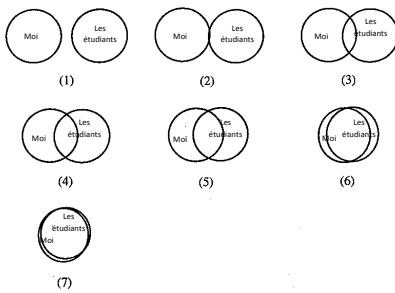 Moi Les étudiants Moi Les étudiants Moi Les étudiants
(1) (2) (3)
Moi Les étudiants Moi Les étudiants Moi Les étudiants
(4) (5) (6)
Moi Les étudiants
(7)